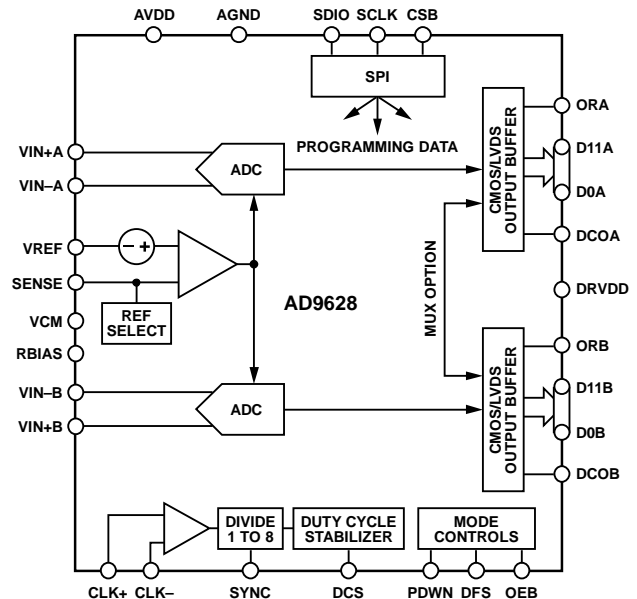 AVDD
AGND
SDIO
SCLK
CSB
SPI
PROGRAMMING DATA
VIN+A
VIN–A
VREF
SENSE
VCM
RBIAS
VIN–B
VIN+B
ADC
– +
REF
SELECT
AD9628
ADC
MUX OPTION
CMOS/LVDS
OUTPUT BUFFER
ORA
D11A
D0A
DCOA
DRVDD
CMOS/LVDS
OUTPUT BUFFER
ORB
D11B
D0B
DCOB
DIVIDE
1 TO 8
DUTY CYCLE
STABILIZER
MODE
CONTROLS
CLK+
CLK–
SYNC
DCS
PDWN
DFS
OEB